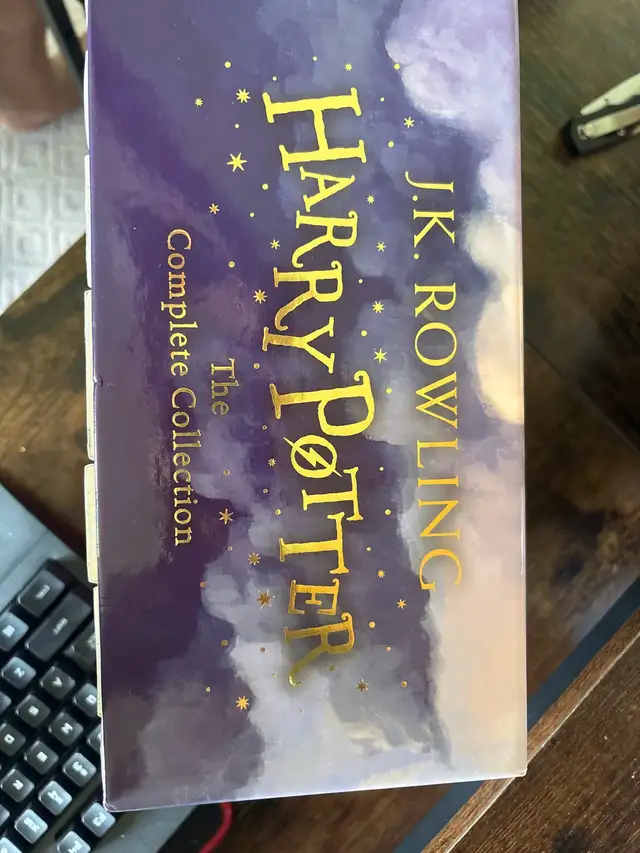 J.K. ROWLING
HARRY POTTER
The
Complete Collection